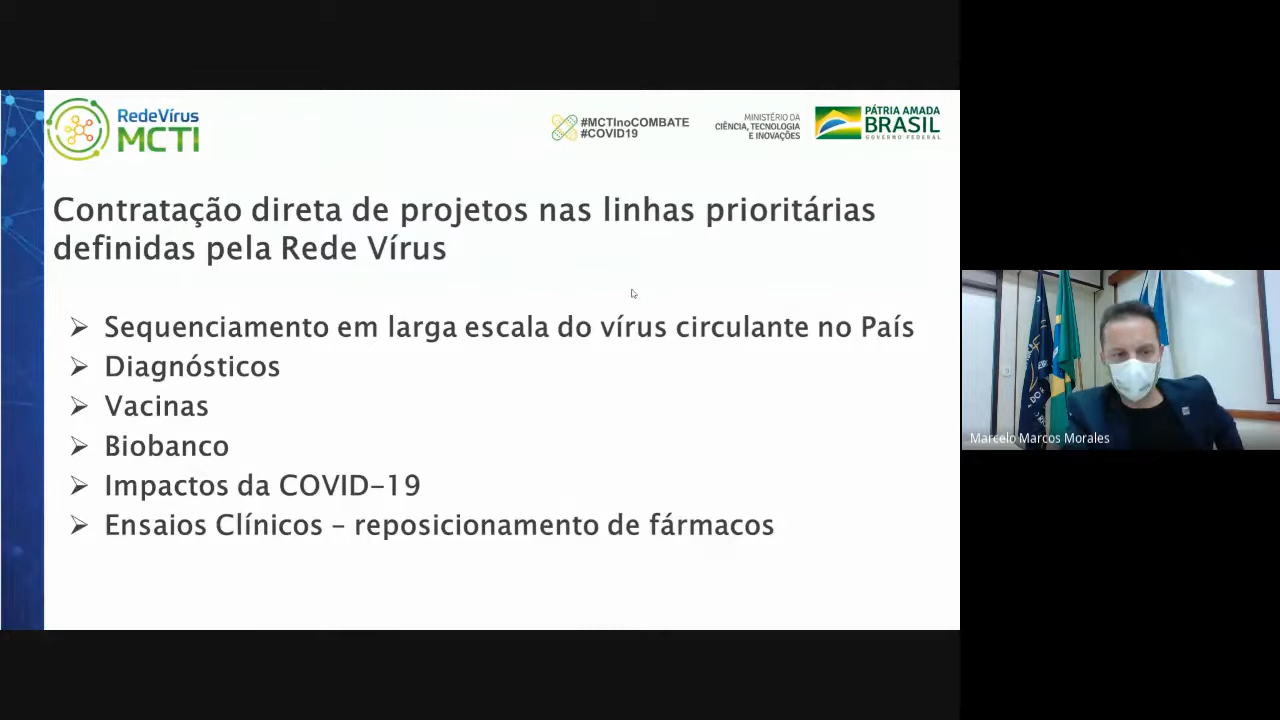 RedeVírus
MCTI
#MCTInoCOMBATE
#COVID19
MINISTÉRIO DA
CIÊNCIA, TECNOLOGIA
E INOVAÇÕES
PÁTRIA AMADA
BRASIL
GOVERNO FEDERAL
Contratação direta de projetos nas linhas prioritárias
definidas pela Rede Vírus
➢ Sequenciamento em larga escala do vírus circulante no País
➢ Diagnósticos
➢ Vacinas
➢ Biobanco
➢ Impactos da COVID-19
➢ Ensaios Clínicos – reposicionamento de fármacos
Marcelo Marcos Morales